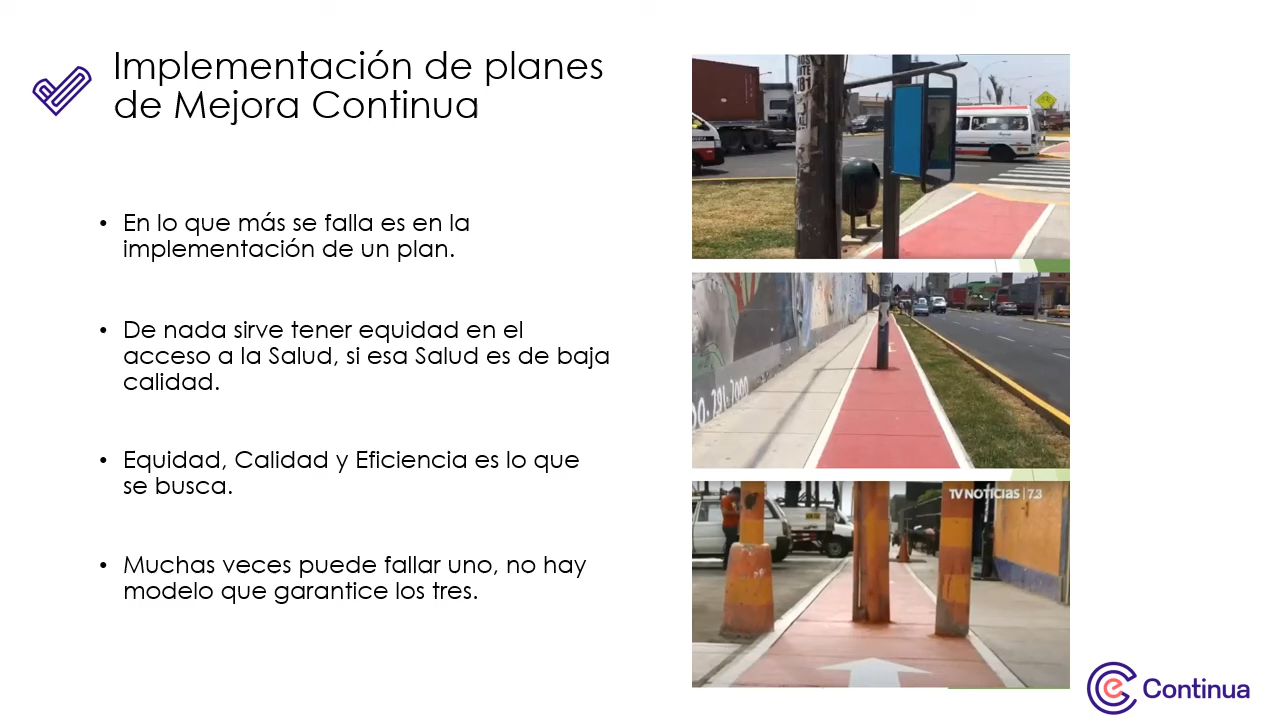 Implementación de planes
de Mejora Continua
• En lo que más se falla es en la
implementación de un plan.
• De nada sirve tener equidad en el
acceso a la Salud, si esa Salud es de baja
calidad.
• Equidad, Calidad y Eficiencia es lo que
se busca.
• Muchas veces puede fallar uno, no hay
modelo que garantice los tres.
TV NOTICIAS | 7.3
Continua